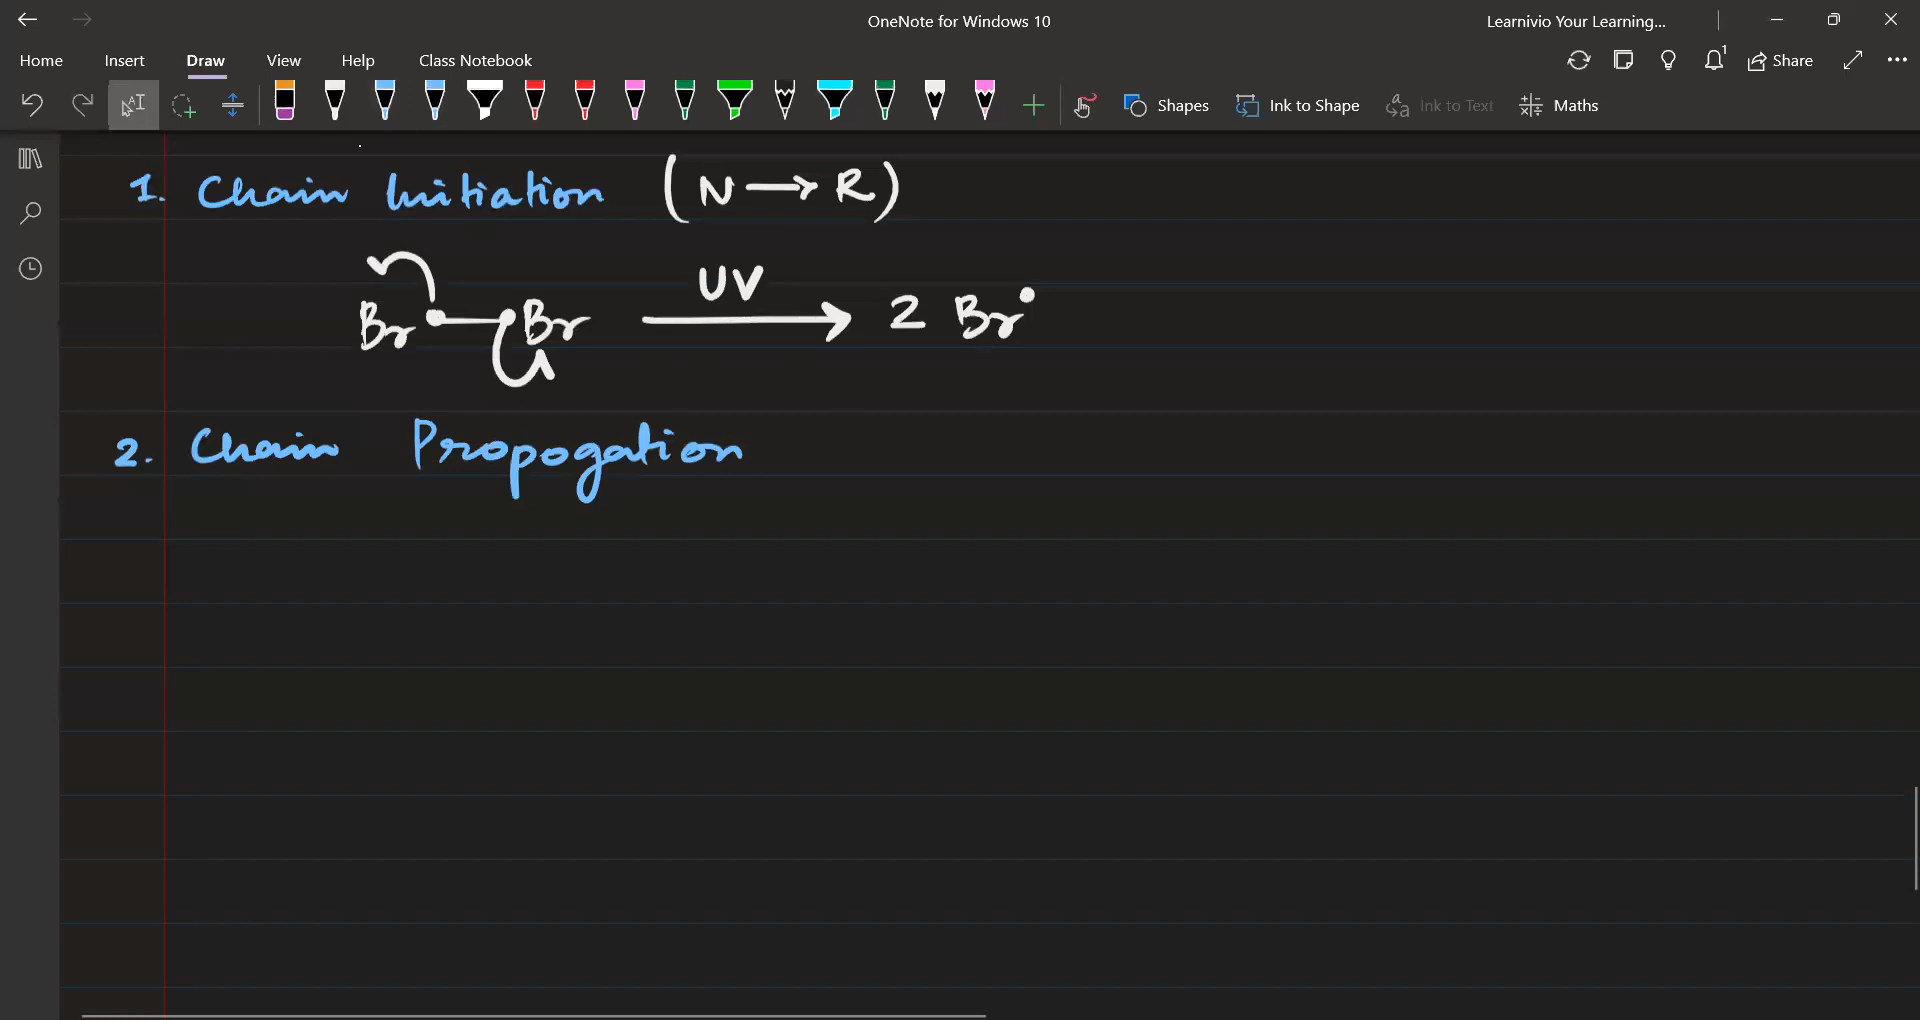 OneNote for Windows 10
Learnivio Your Learning...
Home Insert Draw View Help Class Notebook
1 Share
Shapes Ink to Shape Ink to Text Maths
1. Chain Initiation (N → R)
Br—Br UV → 2 Br•
2. Chain Propogation